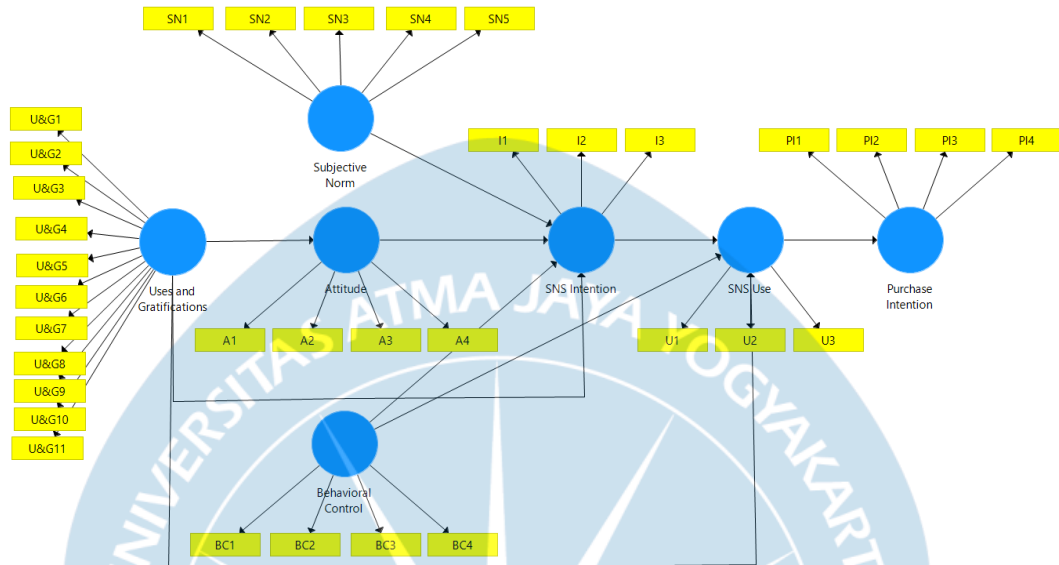 SN1
SN2
SN3
SN4
SN5
U&G1
U&G2
U&G3
U&G4
U&G5
U&G6
U&G7
U&G8
U&G9
U&G10
U&G11
Subjective
Norm
I1
I2
I3
PI1
PI2
PI3
PI4
Uses and
Gratifications
Attitude
SNS Intention
SNS Use
Purchase
Intention
A1
A2
A3
A4
U1
U2
U3
Behavioral
Control
BC1
BC2
BC3
BC4
UNIVERSITAS ATMA JAYA YOGYAKART